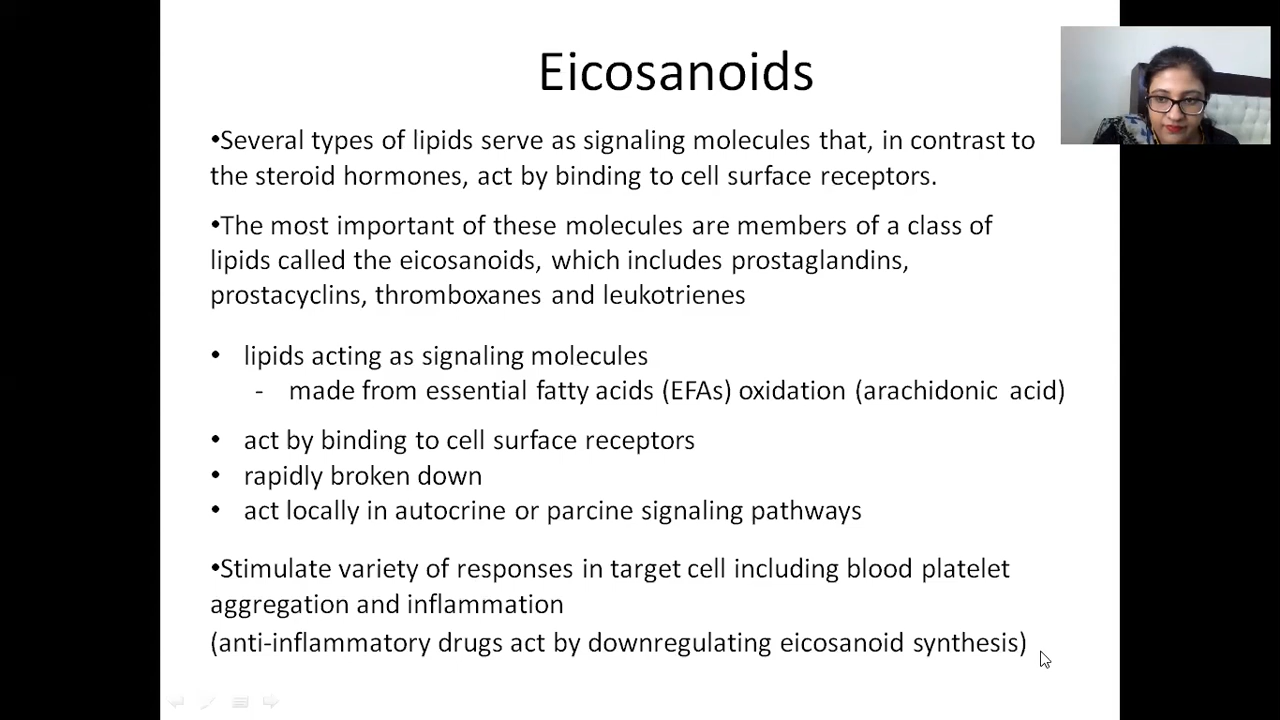 Eicosanoids
•Several types of lipids serve as signaling molecules that, in contrast to
the steroid hormones, act by binding to cell surface receptors.
•The most important of these molecules are members of a class of
lipids called the eicosanoids, which includes prostaglandins,
prostacyclins, thromboxanes and leukotrienes
• lipids acting as signaling molecules
- made from essential fatty acids (EFAs) oxidation (arachidonic acid)
• act by binding to cell surface receptors
• rapidly broken down
• act locally in autocrine or parcine signaling pathways
•Stimulate variety of responses in target cell including blood platelet
aggregation and inflammation
(anti-inflammatory drugs act by downregulating eicosanoid synthesis)